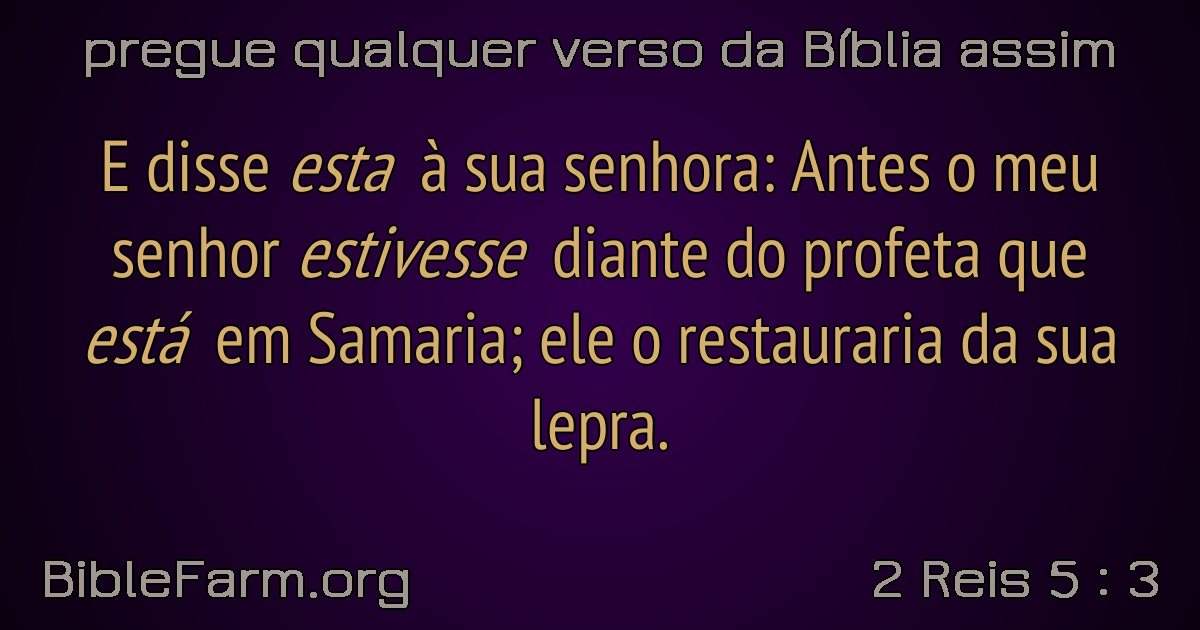 pregue qualquer verso da Bíblia assim
E disse esta à sua senhora: Antes o meu
senhor estivesse diante do profeta que
está em Samaria; ele o restauraria da sua
lepra.
BibleFarm.org
2 Reis 5 : 3